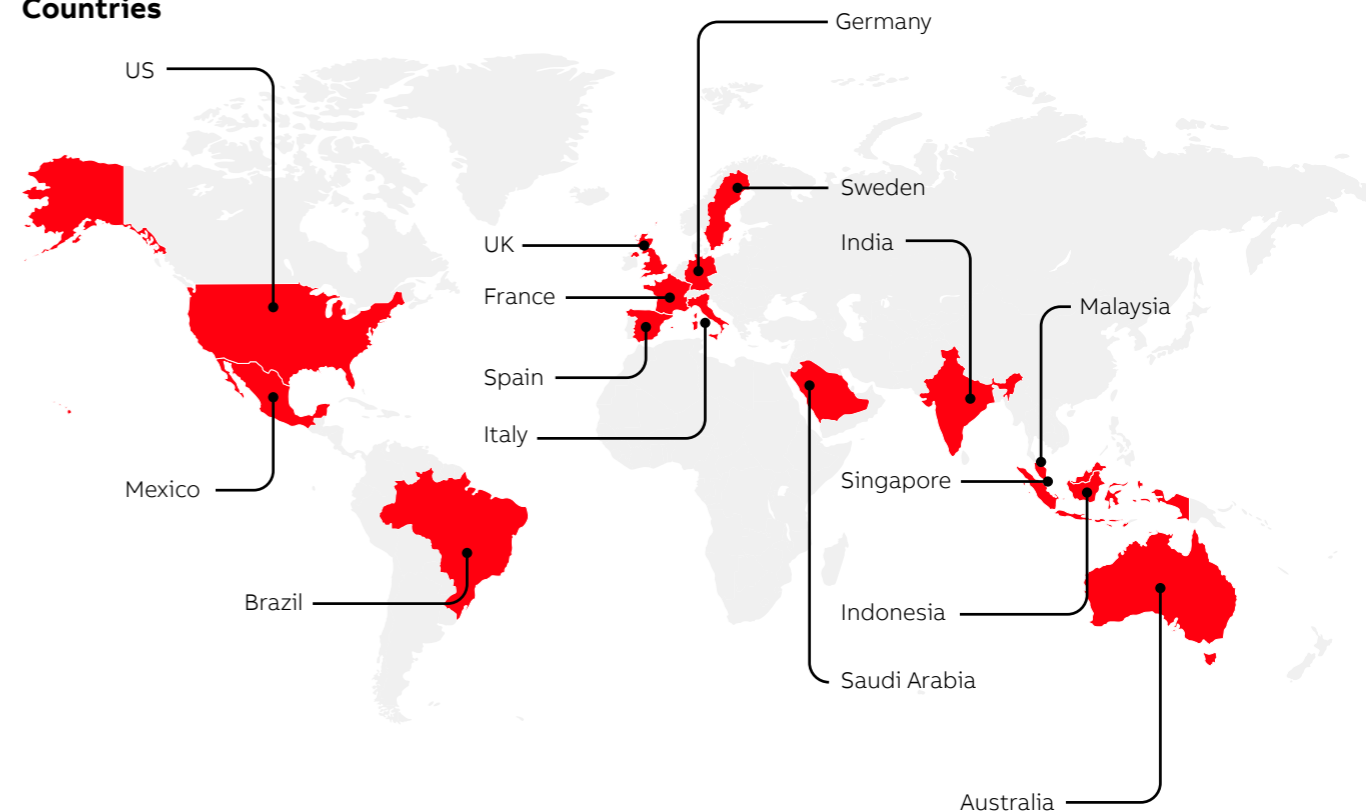 Countries
Germany
US
Sweden
UK
India
France
Malaysia
Spain
Italy
Singapore
Mexico
Brazil
Indonesia
Saudi Arabia
Australia